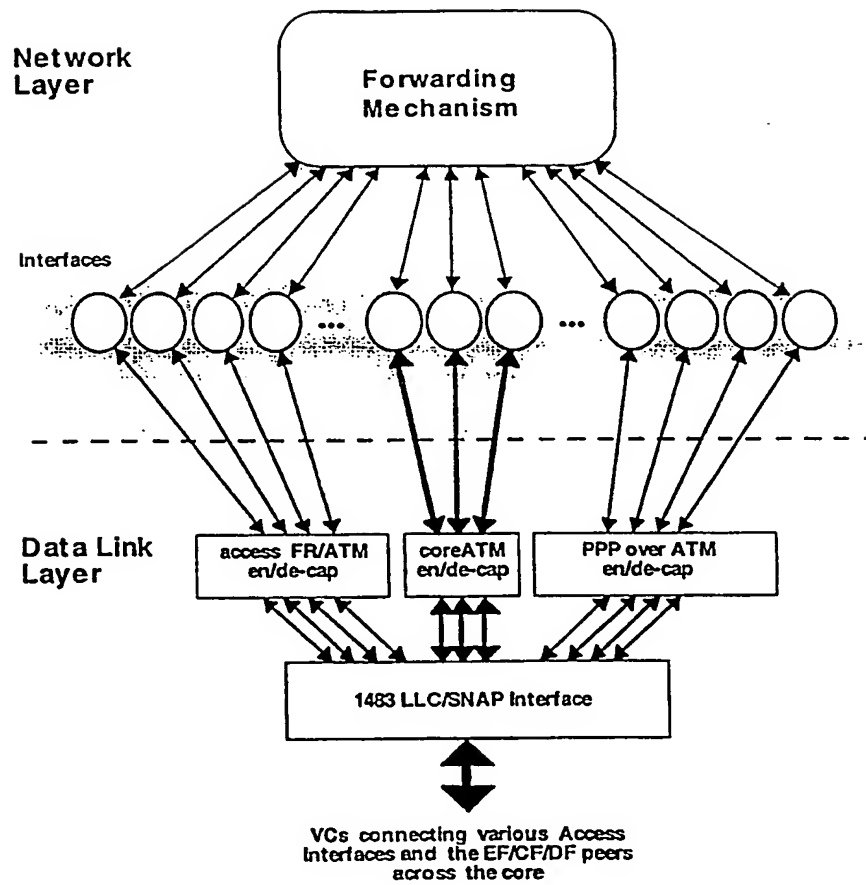 Network
Layer
Forwarding
Mechanism
Interfaces
...
...
Data Link
Layer
access FR/ATM
en/de-cap
coreATM
en/de-cap
PPP over ATM
en/de-cap
1483 LLC/SNAP Interface
VCs connecting various Access
Interfaces and the EF/CF/DF peers
across the core